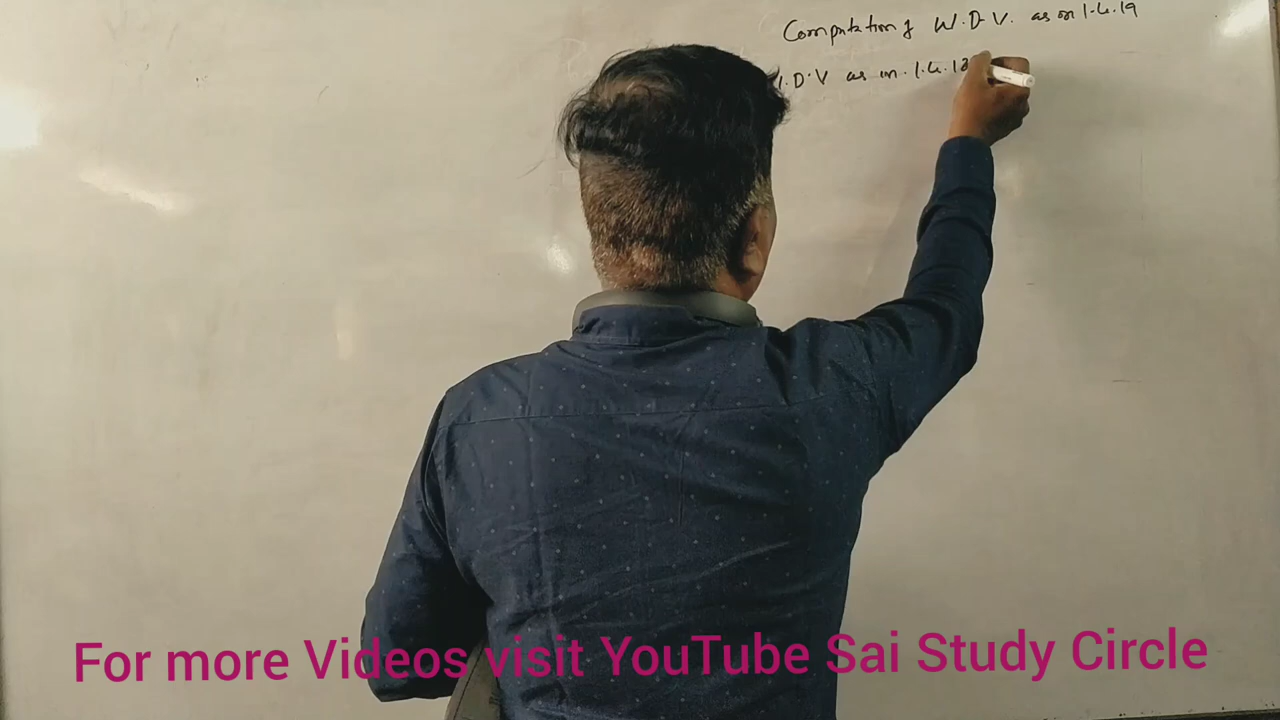 Computation of W.D.V. as on 1.4.19
.D.V as on 1.4.18
For more Videos visit YouTube Sai Study Circle